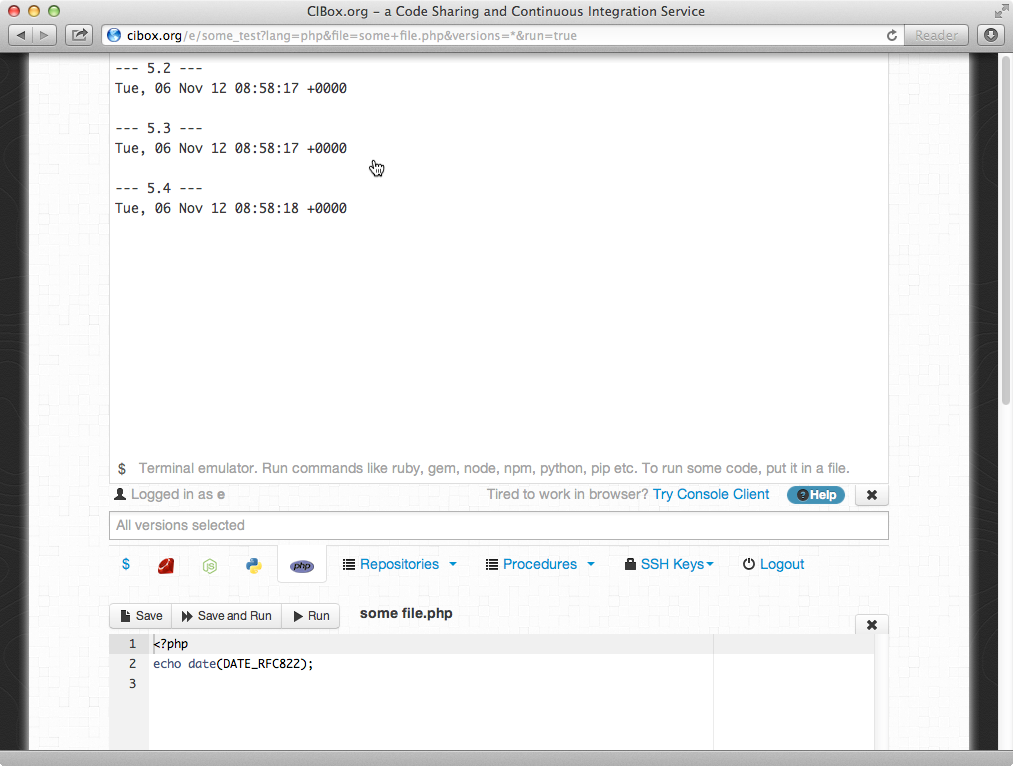 CIBox.org – a Code Sharing and Continuous Integration Service
cibox.org/e/some_test?lang=php&file=some+file.php&versions=*&run=true
Reader
--- 5.2 ---
Tue, 06 Nov 12 08:58:17 +0000
--- 5.3 ---
Tue, 06 Nov 12 08:58:17 +0000
--- 5.4 ---
Tue, 06 Nov 12 08:58:18 +0000
$ Terminal emulator. Run commands like ruby, gem, node, npm, python, pip etc. To run some code, put it in a file.
Logged in as e Tired to work in browser? Try Console Client ? Help ✖
All versions selected
$ JS php Repositories Procedures SSH Keys Logout
Save Save and Run Run some file.php ✖
1 <?php
2 echo date(DATE_RFC822);
3